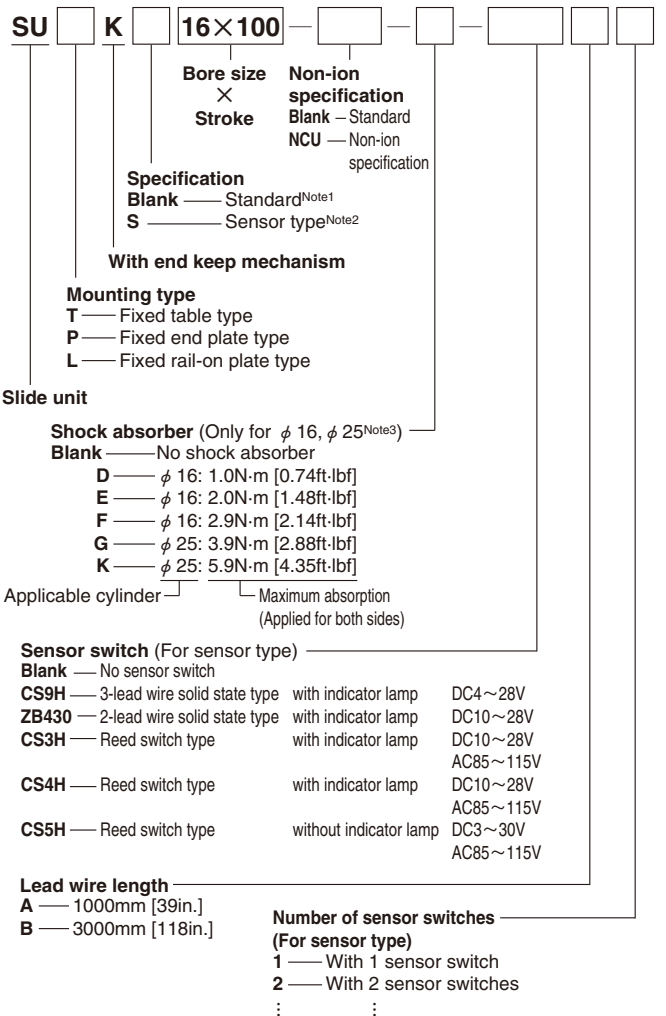 SU K 16×100 — — —
Bore size
×
Stroke
Non-ion
specification
Blank — Standard
NCU — Non-ion
specification
Specification
Blank — StandardNote1
S — Sensor typeNote2
With end keep mechanism
Mounting type
T — Fixed table type
P — Fixed end plate type
L — Fixed rail-on plate type
Slide unit
Shock absorber (Only for φ 16, φ 25Note3)
Blank — No shock absorber
D — φ 16: 1.0N·m [0.74ft·lbf]
E — φ 16: 2.0N·m [1.48ft·lbf]
F — φ 16: 2.9N·m [2.14ft·lbf]
G — φ 25: 3.9N·m [2.88ft·lbf]
K — φ 25: 5.9N·m [4.35ft·lbf]
Applicable cylinder
Maximum absorption
(Applied for both sides)
Sensor switch (For sensor type)
Blank — No sensor switch
CS9H — 3-lead wire solid state type with indicator lamp DC4～28V
ZB430 — 2-lead wire solid state type with indicator lamp DC10～28V
CS3H — Reed switch type with indicator lamp DC10～28V
AC85～115V
CS4H — Reed switch type with indicator lamp DC10～28V
AC85～115V
CS5H — Reed switch type without indicator lamp DC3～30V
AC85～115V
Lead wire length
A — 1000mm [39in.]
B — 3000mm [118in.]
Number of sensor switches
(For sensor type)
1 — With 1 sensor switch
2 — With 2 sensor switches
⋮ ⋮